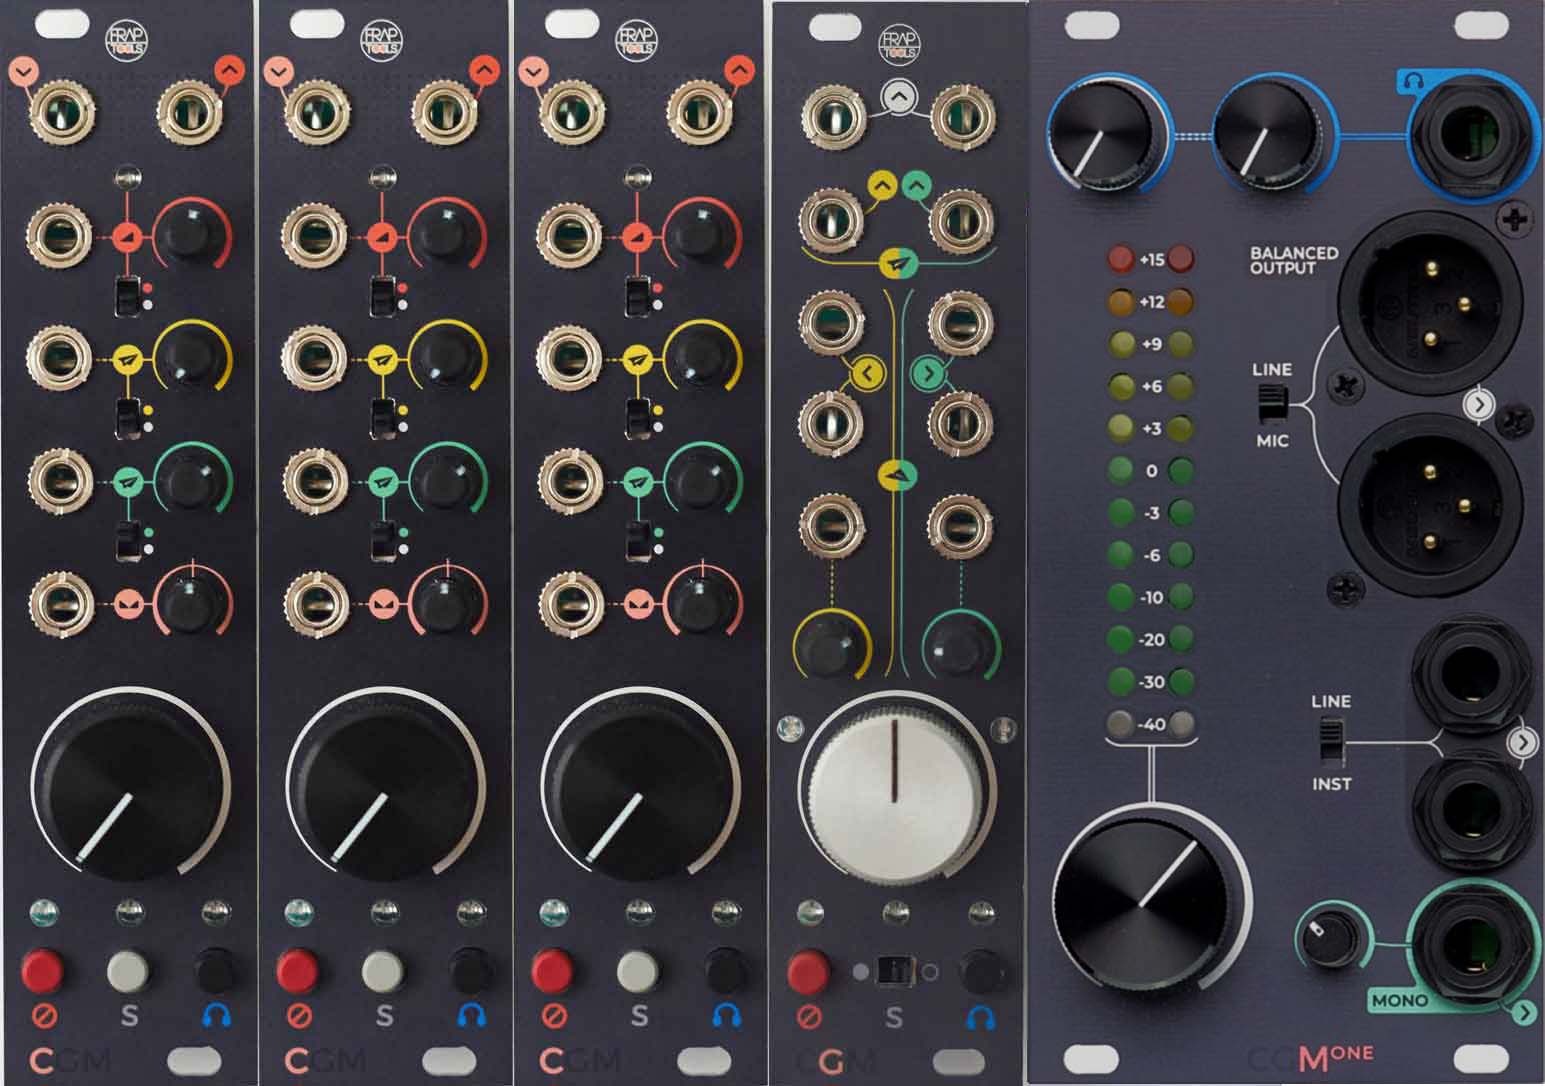 FRAP
TOOLS
FRAP
TOOLS
FRAP
TOOLS
FRAP
TOOLS
BALANCED
OUTPUT
+15
+12
+9
+6
+3
0
-3
-6
-10
-20
-30
-40
LINE
MIC
LINE
INST
MONO
S
S
S
S
CGM
CGM
CGM
CGM
CGM ONE